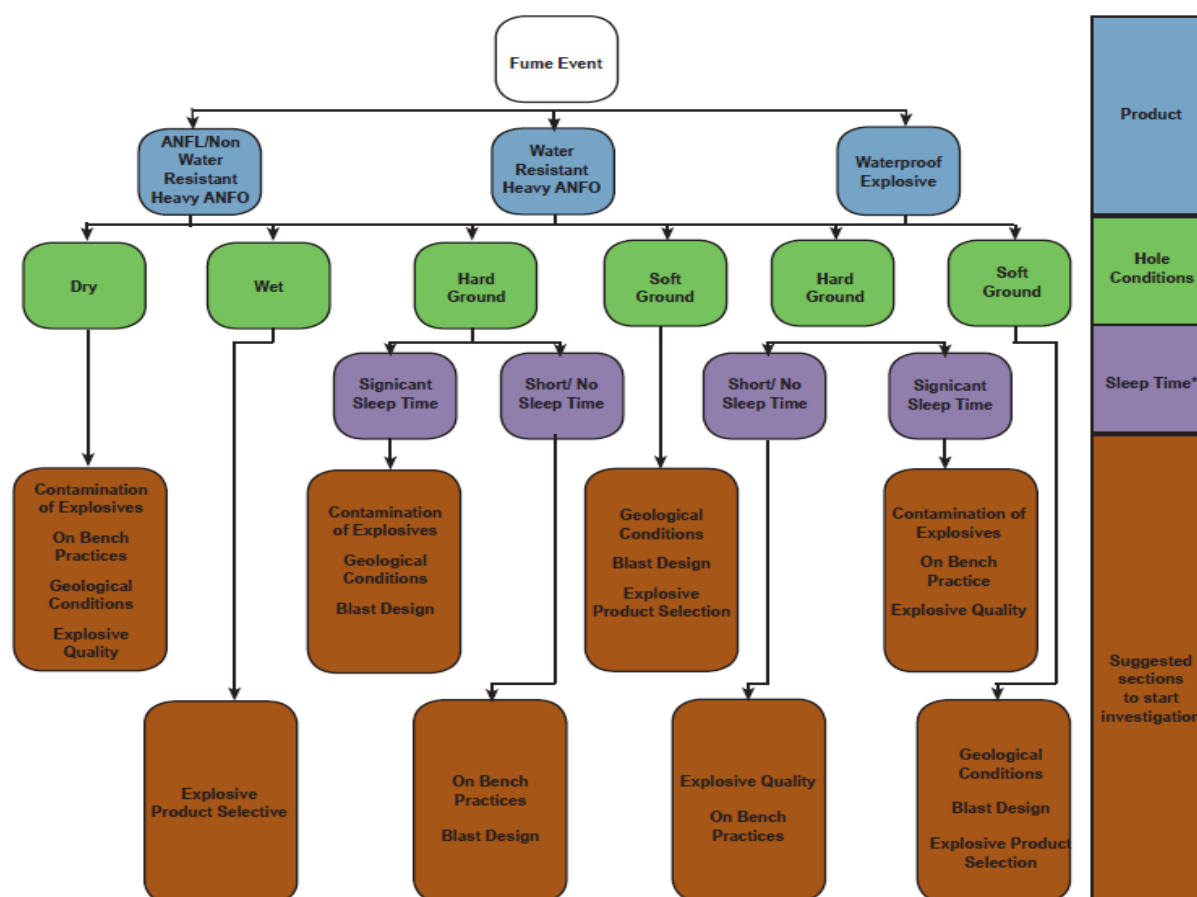 Fume Event
Product
ANFL/Non
Water
Resistant
Heavy ANFO
Water
Resistant
Heavy ANFO
Waterproof
Explosive
Hole
Conditions
Dry
Wet
Hard
Ground
Soft
Ground
Hard
Ground
Soft
Ground
Sleep Time*
Signicant
Sleep Time
Short/ No
Sleep Time
Short/ No
Sleep Time
Signicant
Sleep Time
Suggested
sections
to start
investigation
Contamination
of Explosives
On Bench
Practices
Geological
Conditions
Explosive
Quality
Contamination
of Explosives
Geological
Conditions
Blast Design
Geological
Conditions
Blast Design
Explosive
Product Selection
Contamination of
Explosives
On Bench
Practice
Explosive Quality
Explosive
Product Selective
On Bench
Practices
Blast Design
Explosive Quality
On Bench
Practices
Geological
Conditions
Blast Design
Explosive Product
Selection